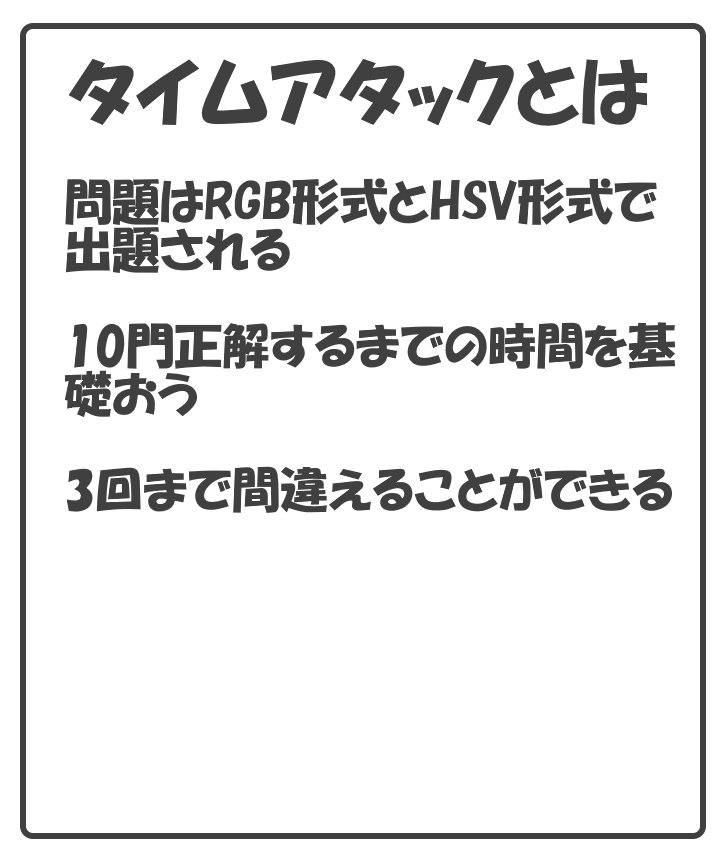 タイムアタックとは
問題はRGB形式とHSV形式で
出題される
10門正解するまでの時間を基
礎おう
3回まで間違えることができる